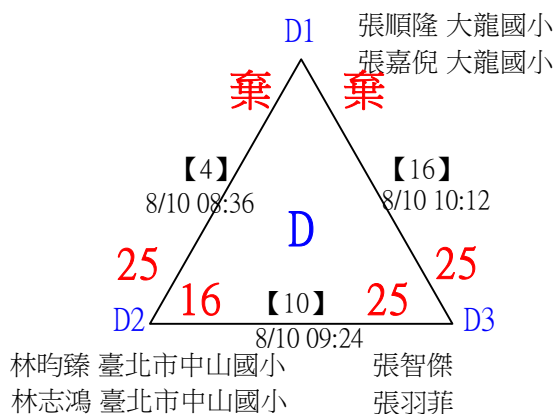 張順隆 大龍國小
D1
張嘉倪 大龍國小
棄 棄
【4】 【16】
8/10 08:36 8/10 10:12
D
25 25
16 【10】 25
D2 D3
8/10 09:24
林昀臻 臺北市中山國小 張智傑
林志鴻 臺北市中山國小 張羽菲